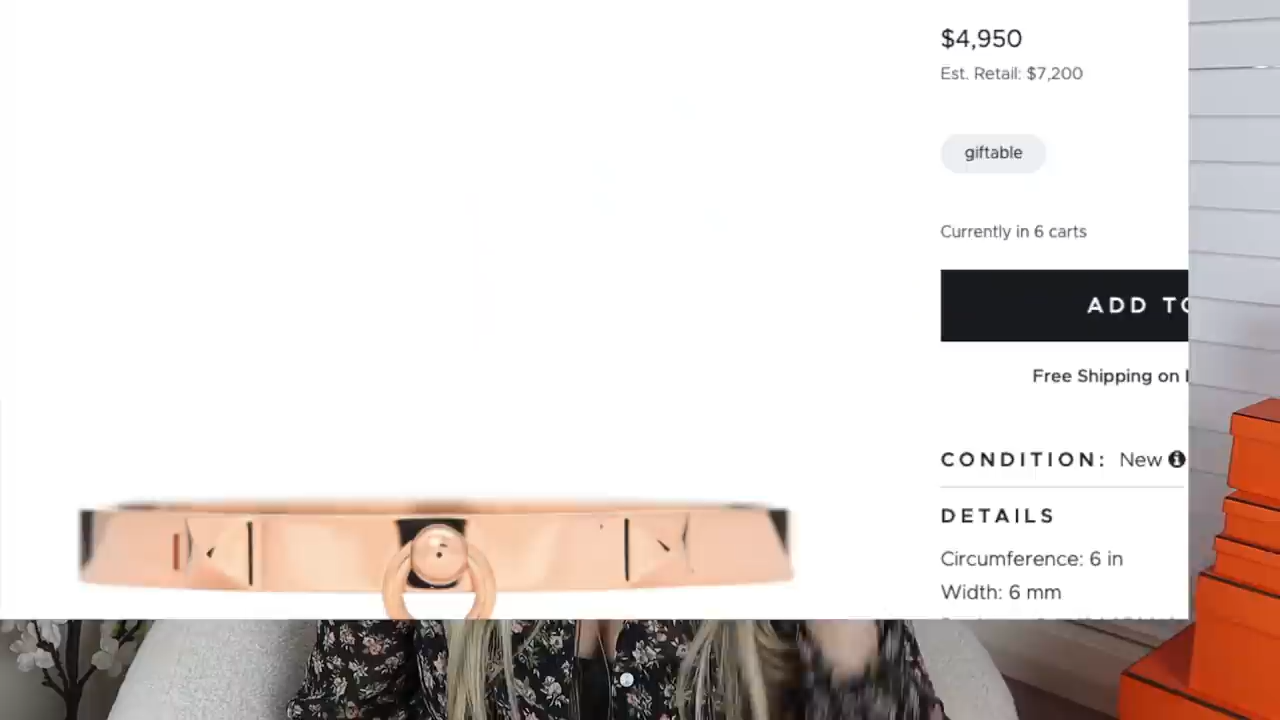 $4,950
Est. Retail: $7,200
giftable
Currently in 6 carts
ADD TO
Free Shipping on
CONDITION: New
DETAILS
Circumference: 6 in
Width: 6 mm